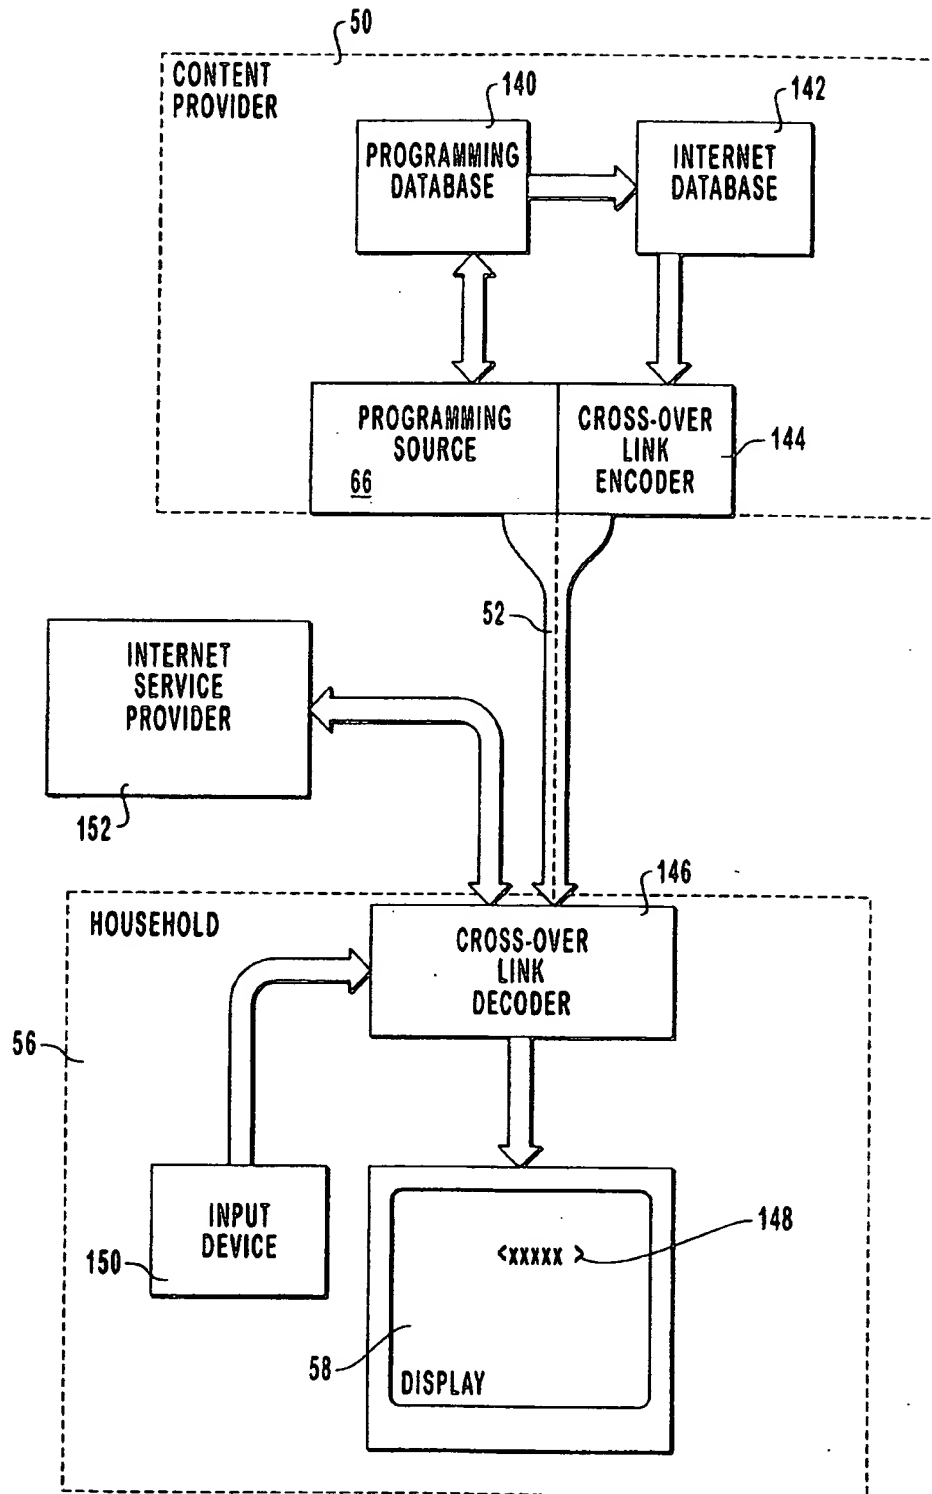 50
CONTENT
PROVIDER
140
142
PROGRAMMING
DATABASE
INTERNET
DATABASE
PROGRAMMING
SOURCE
66
CROSS-OVER
LINK
ENCODER
144
52
INTERNET
SERVICE
PROVIDER
152
146
HOUSEHOLD
CROSS-OVER
LINK
DECODER
56
INPUT
DEVICE
150
148
<XXXXX >
58
DISPLAY